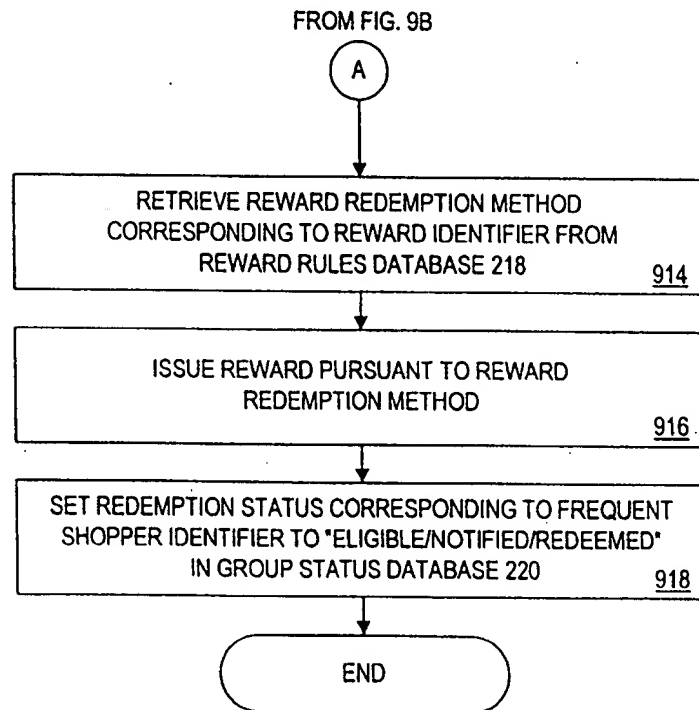 FROM FIG. 9B
A
RETRIEVE REWARD REDEMPTION METHOD
CORRESPONDING TO REWARD IDENTIFIER FROM
REWARD RULES DATABASE 218
914
ISSUE REWARD PURSUANT TO REWARD
REDEMPTION METHOD
916
SET REDEMPTION STATUS CORRESPONDING TO FREQUENT
SHOPPER IDENTIFIER TO "ELIGIBLE/NOTIFIED/REDEEMED"
IN GROUP STATUS DATABASE 220
918
END